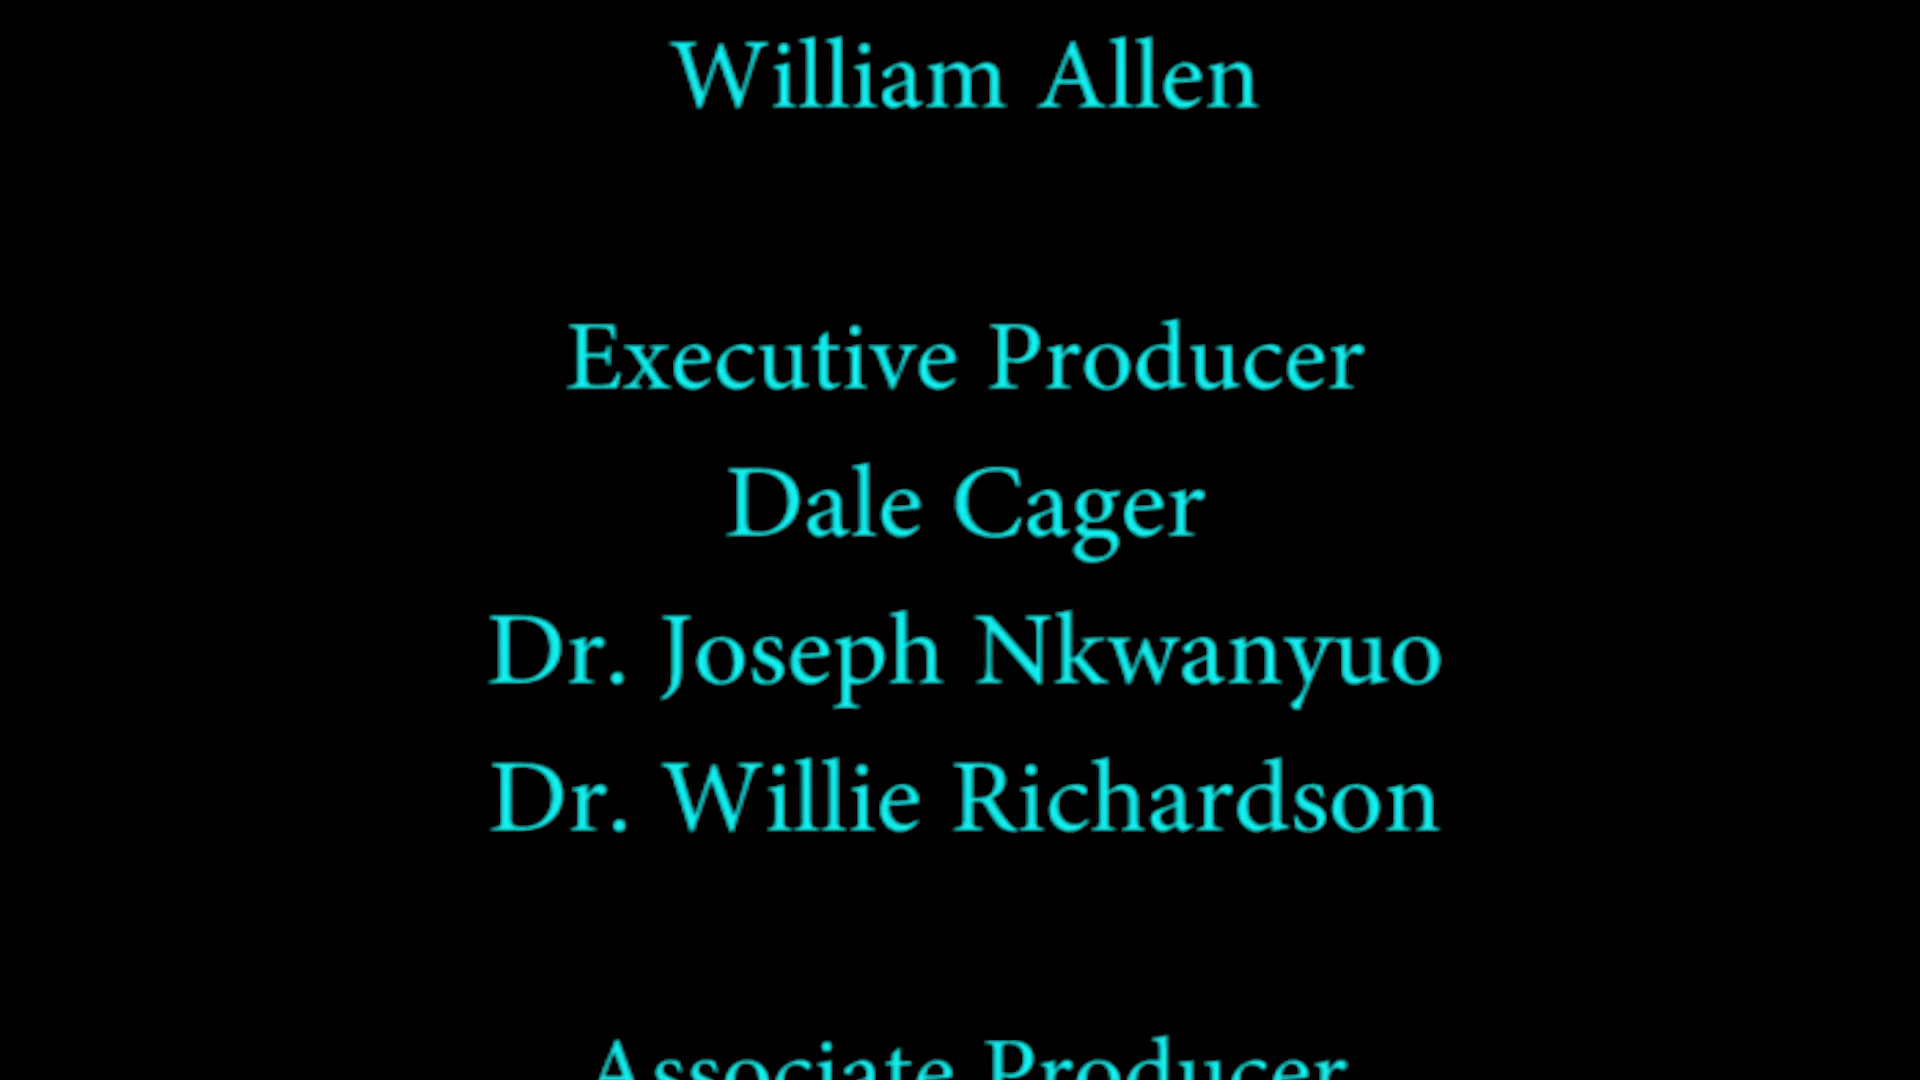 William Allen
Executive Producer
Dale Cager
Dr. Joseph Nkwanyuo
Dr. Willie Richardson
Associate Producer